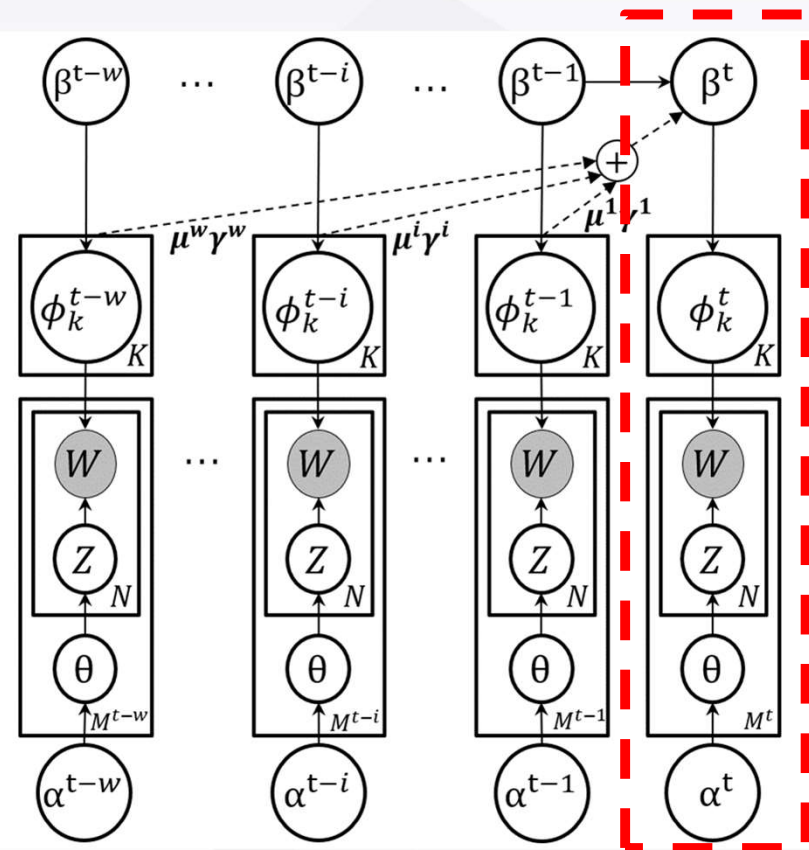 β^{t−w} ... β^{t−i} ... β^{t−1} β^t
+
μ^w γ^w μ^i γ^i μ^1 γ^1
ϕ_k^{t−w} ϕ_k^{t−i} ϕ_k^{t−1} ϕ_k^t
K K K K
W ... W ... W W
Z Z Z Z
N N N N
θ θ θ θ
M^{t−w} M^{t−i} M^{t−1} M^t
α^{t−w} α^{t−i} α^{t−1} α^t